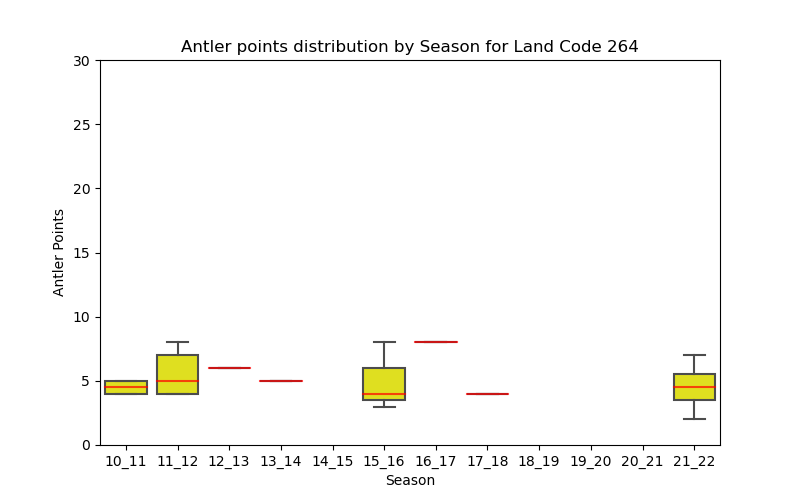 Antler points distribution by Season for Land Code 264
30
25
20
15
10
5
0
Antler Points
10_11 11_12 12_13 13_14 14_15 15_16 16_17 17_18 18_19 19_20 20_21 21_22
Season